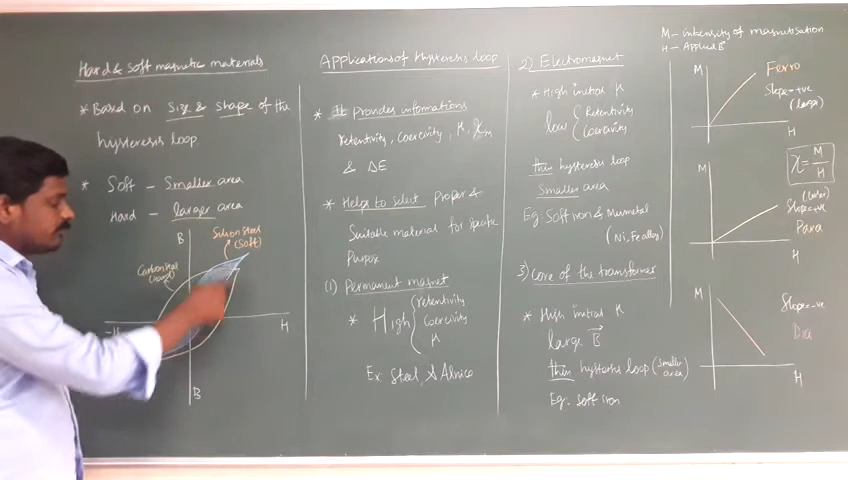 Hard & Soft magnetic materials
* Based on Size & Shape of the
hysteresis loop.
* Soft – Smaller area
Hard – larger area
B
Silicon steel
(Soft)
Carbon steel
(Hard)
-H
H
B
Applications of Hysteresis loop
* It Provides informations
retentivity, Coercivity, μ, χm
& ΔE
* Helps to select Proper &
Suitable material for specific
Purpose
(1) Permanent magnet
* High { retentivity
Coercivity
μ
Ex: Steel, & Alnico
2) Electromagnet
* High initial μ
low { Retentivity
Coercivity
thin hysteresis loop
Smaller area
Eg: Soft iron & Mumetal
(Ni, Fe alloy)
3) Core of the transformer
* High initial μ
large B⃗
thin hysteresis loop (smaller
area)
Eg. Soft iron
M – intensity of magnetisation
H – Applied B
M
Ferro
Slope=+ve
(large)
H
χ = M/H
M
Slope=+ve
Para
H
M
Slope=-ve
Dia
H